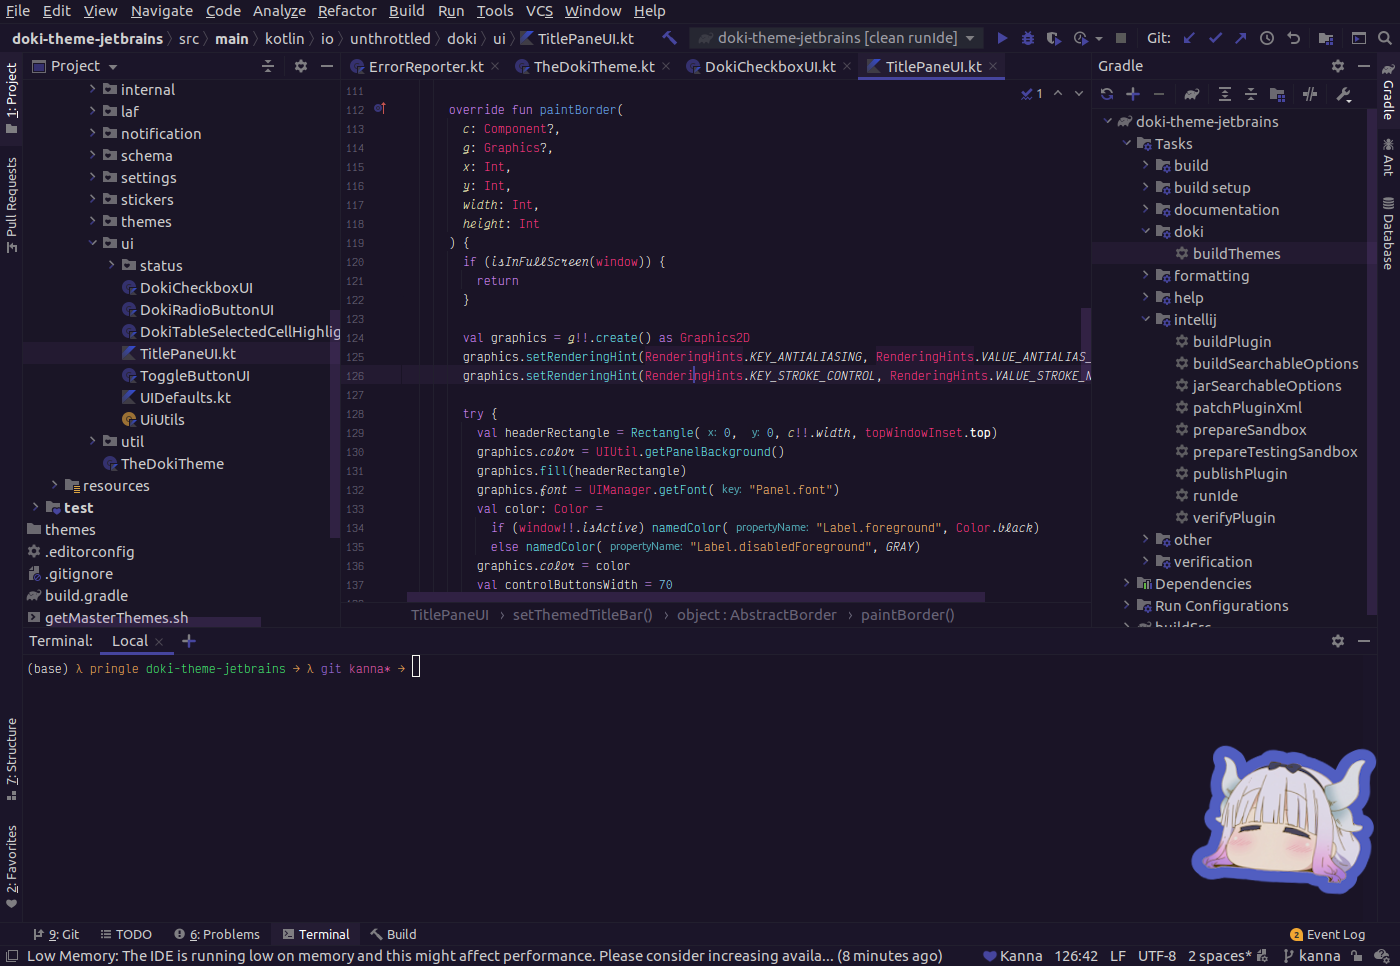 File Edit View Navigate Code Analyze Refactor Build Run Tools VCS Window Help
doki-theme-jetbrains src main kotlin io unthrottled doki ui TitlePaneUI.kt doki-theme-jetbrains [clean runIde] Git:
1: Project
Pull Requests
7: Structure
2: Favorites
Project
internal
laf
notification
schema
settings
stickers
themes
ui
status
DokiCheckboxUI
DokiRadioButtonUI
DokiTableSelectedCellHighlig
TitlePaneUI.kt
ToggleButtonUI
UIDefaults.kt
UiUtils
util
TheDokiTheme
resources
test
themes
.editorconfig
.gitignore
build.gradle
getMasterThemes.sh
ErrorReporter.kt TheDokiTheme.kt DokiCheckboxUI.kt TitlePaneUI.kt
1
111
112 override fun paintBorder(
113 c: Component?,
114 g: Graphics?,
115 x: Int,
116 y: Int,
117 width: Int,
118 height: Int
119 ) {
120 if (isInFullScreen(window)) {
121 return
122 }
123
124 val graphics = g!!.create() as Graphics2D
125 graphics.setRenderingHint(RenderingHints.KEY_ANTIALIASING, RenderingHints.VALUE_ANTIALIAS_
126 graphics.setRenderingHint(RenderingHints.KEY_STROKE_CONTROL, RenderingHints.VALUE_STROKE_N
127
128 try {
129 val headerRectangle = Rectangle( x: 0, y: 0, c!!.width, topWindowInset.top)
130 graphics.color = UIUtil.getPanelBackground()
131 graphics.fill(headerRectangle)
132 graphics.font = UIManager.getFont( key: "Panel.font")
133 val color: Color =
134 if (window!!.isActive) namedColor( propertyName: "Label.foreground", Color.black)
135 else namedColor( propertyName: "Label.disabledForeground", GRAY)
136 graphics.color = color
137 val controlButtonsWidth = 70
TitlePaneUI › setThemedTitleBar() › object : AbstractBorder › paintBorder()
Gradle
doki-theme-jetbrains
Tasks
build
build setup
documentation
doki
buildThemes
formatting
help
intellij
buildPlugin
buildSearchableOptions
jarSearchableOptions
patchPluginXml
prepareSandbox
prepareTestingSandbox
publishPlugin
runIde
verifyPlugin
other
verification
Dependencies
Run Configurations
buildSrc
Gradle
Ant
Database
Terminal: Local
(base) λ pringle doki-theme-jetbrains → λ git kanna* →
9: Git TODO 6: Problems Terminal Build 2 Event Log
Low Memory: The IDE is running low on memory and this might affect performance. Please consider increasing availa... (8 minutes ago) Kanna 126:42 LF UTF-8 2 spaces* kanna